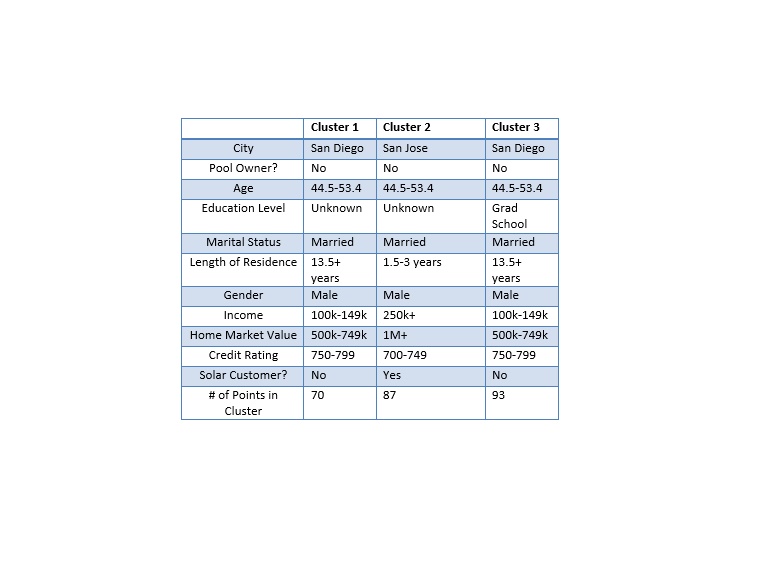 Cluster 1 Cluster 2 Cluster 3
City San Diego San Jose San Diego
Pool Owner? No No No
Age 44.5-53.4 44.5-53.4 44.5-53.4
Education Level Unknown Unknown Grad
School
Marital Status Married Married Married
Length of Residence 13.5+ 1.5-3 years 13.5+
years years
Gender Male Male Male
Income 100k-149k 250k+ 100k-149k
Home Market Value 500k-749k 1M+ 500k-749k
Credit Rating 750-799 700-749 750-799
Solar Customer? No Yes No
# of Points in 70 87 93
Cluster